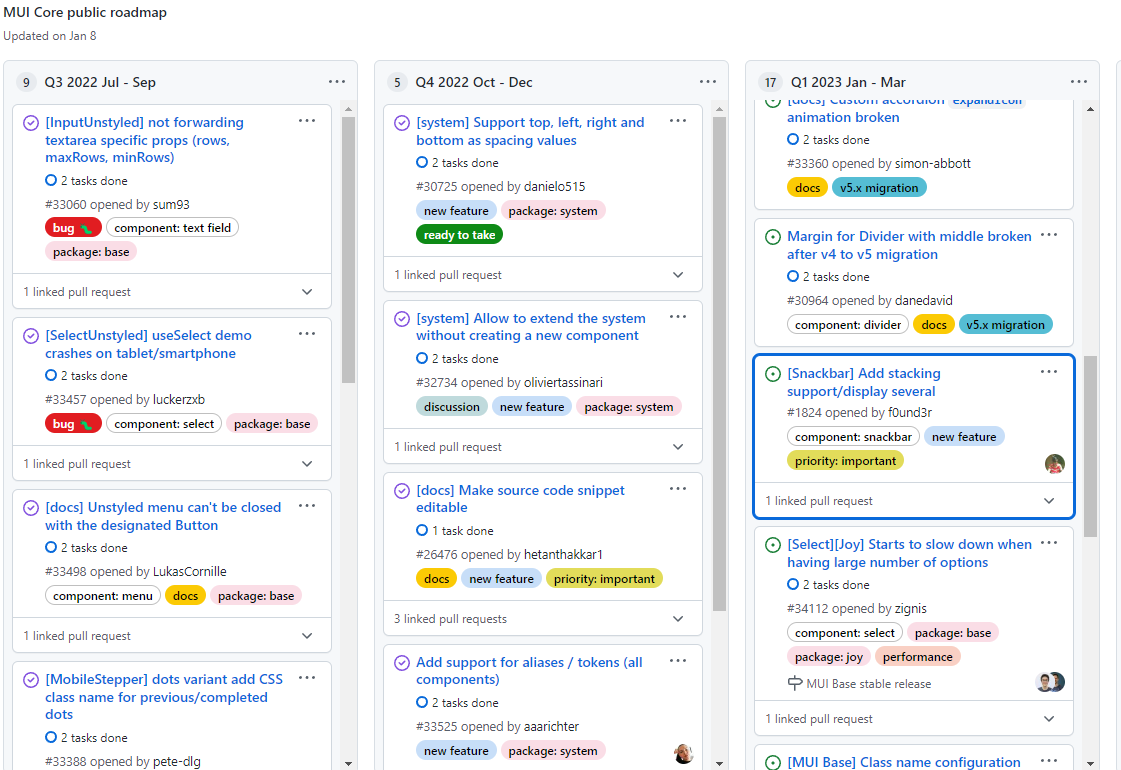 MUI Core public roadmap
Updated on Jan 8
9 Q3 2022 Jul - Sep
[InputUnstyled] not forwarding
textarea specific props (rows,
maxRows, minRows)
2 tasks done
#33060 opened by sum93
bug component: text field
package: base
1 linked pull request
[SelectUnstyled] useSelect demo
crashes on tablet/smartphone
2 tasks done
#33457 opened by luckerzxb
bug component: select package: base
1 linked pull request
[docs] Unstyled menu can't be closed
with the designated Button
2 tasks done
#33498 opened by LukasCornille
component: menu docs package: base
1 linked pull request
[MobileStepper] dots variant add CSS
class name for previous/completed
dots
2 tasks done
#33388 opened by pete-dlg
5 Q4 2022 Oct - Dec
[system] Support top, left, right and
bottom as spacing values
2 tasks done
#30725 opened by danielo515
new feature package: system
ready to take
1 linked pull request
[system] Allow to extend the system
without creating a new component
2 tasks done
#32734 opened by oliviertassinari
discussion new feature package: system
1 linked pull request
[docs] Make source code snippet
editable
1 task done
#26476 opened by hetanthakkar1
docs new feature priority: important
3 linked pull requests
Add support for aliases / tokens (all
components)
2 tasks done
#33525 opened by aaarichter
new feature package: system
17 Q1 2023 Jan - Mar
[docs] Custom accordion expandIcon
animation broken
2 tasks done
#33360 opened by simon-abbott
docs v5.x migration
Margin for Divider with middle broken
after v4 to v5 migration
2 tasks done
#30964 opened by danedavid
component: divider docs v5.x migration
[Snackbar] Add stacking
support/display several
#1824 opened by f0und3r
component: snackbar new feature
priority: important
1 linked pull request
[Select][Joy] Starts to slow down when
having large number of options
2 tasks done
#34112 opened by zignis
component: select package: base
package: joy performance
MUI Base stable release
1 linked pull request
[MUI Base] Class name configuration